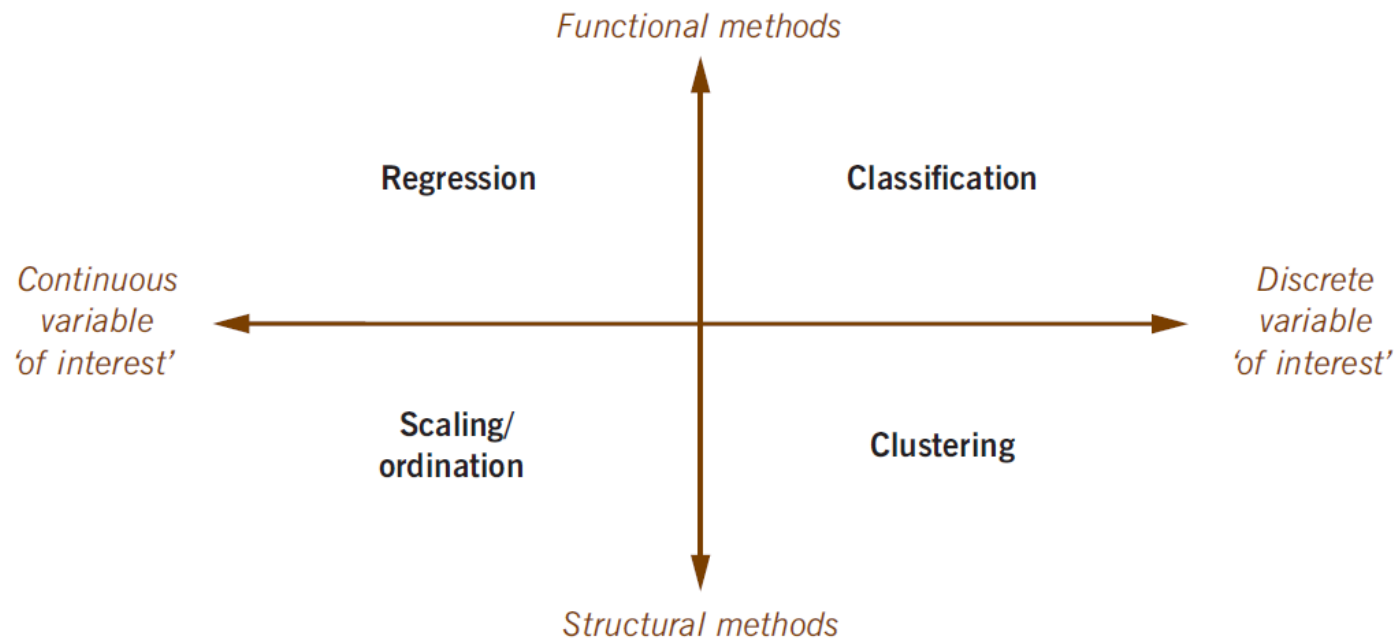 Functional methods
Regression
Classification
Continuous
variable
‘of interest’
Discrete
variable
‘of interest’
Scaling/
ordination
Clustering
Structural methods